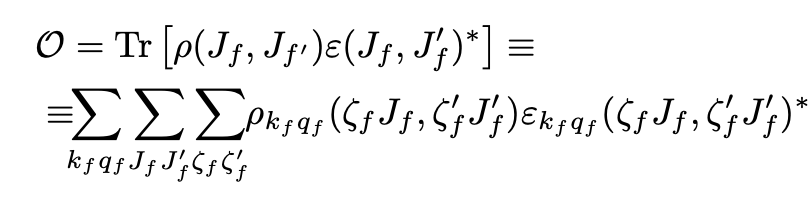 𝒪 = Tr [ρ(J_f, J_{f′})ε(J_f, J′_f)*] ≡
≡ ∑_{k_f q_f} ∑_{J_f J′_f} ∑_{ζ_f ζ′_f} ρ_{k_f q_f}(ζ_f J_f, ζ′_f J′_f)ε_{k_f q_f}(ζ_f J_f, ζ′_f J′_f)*